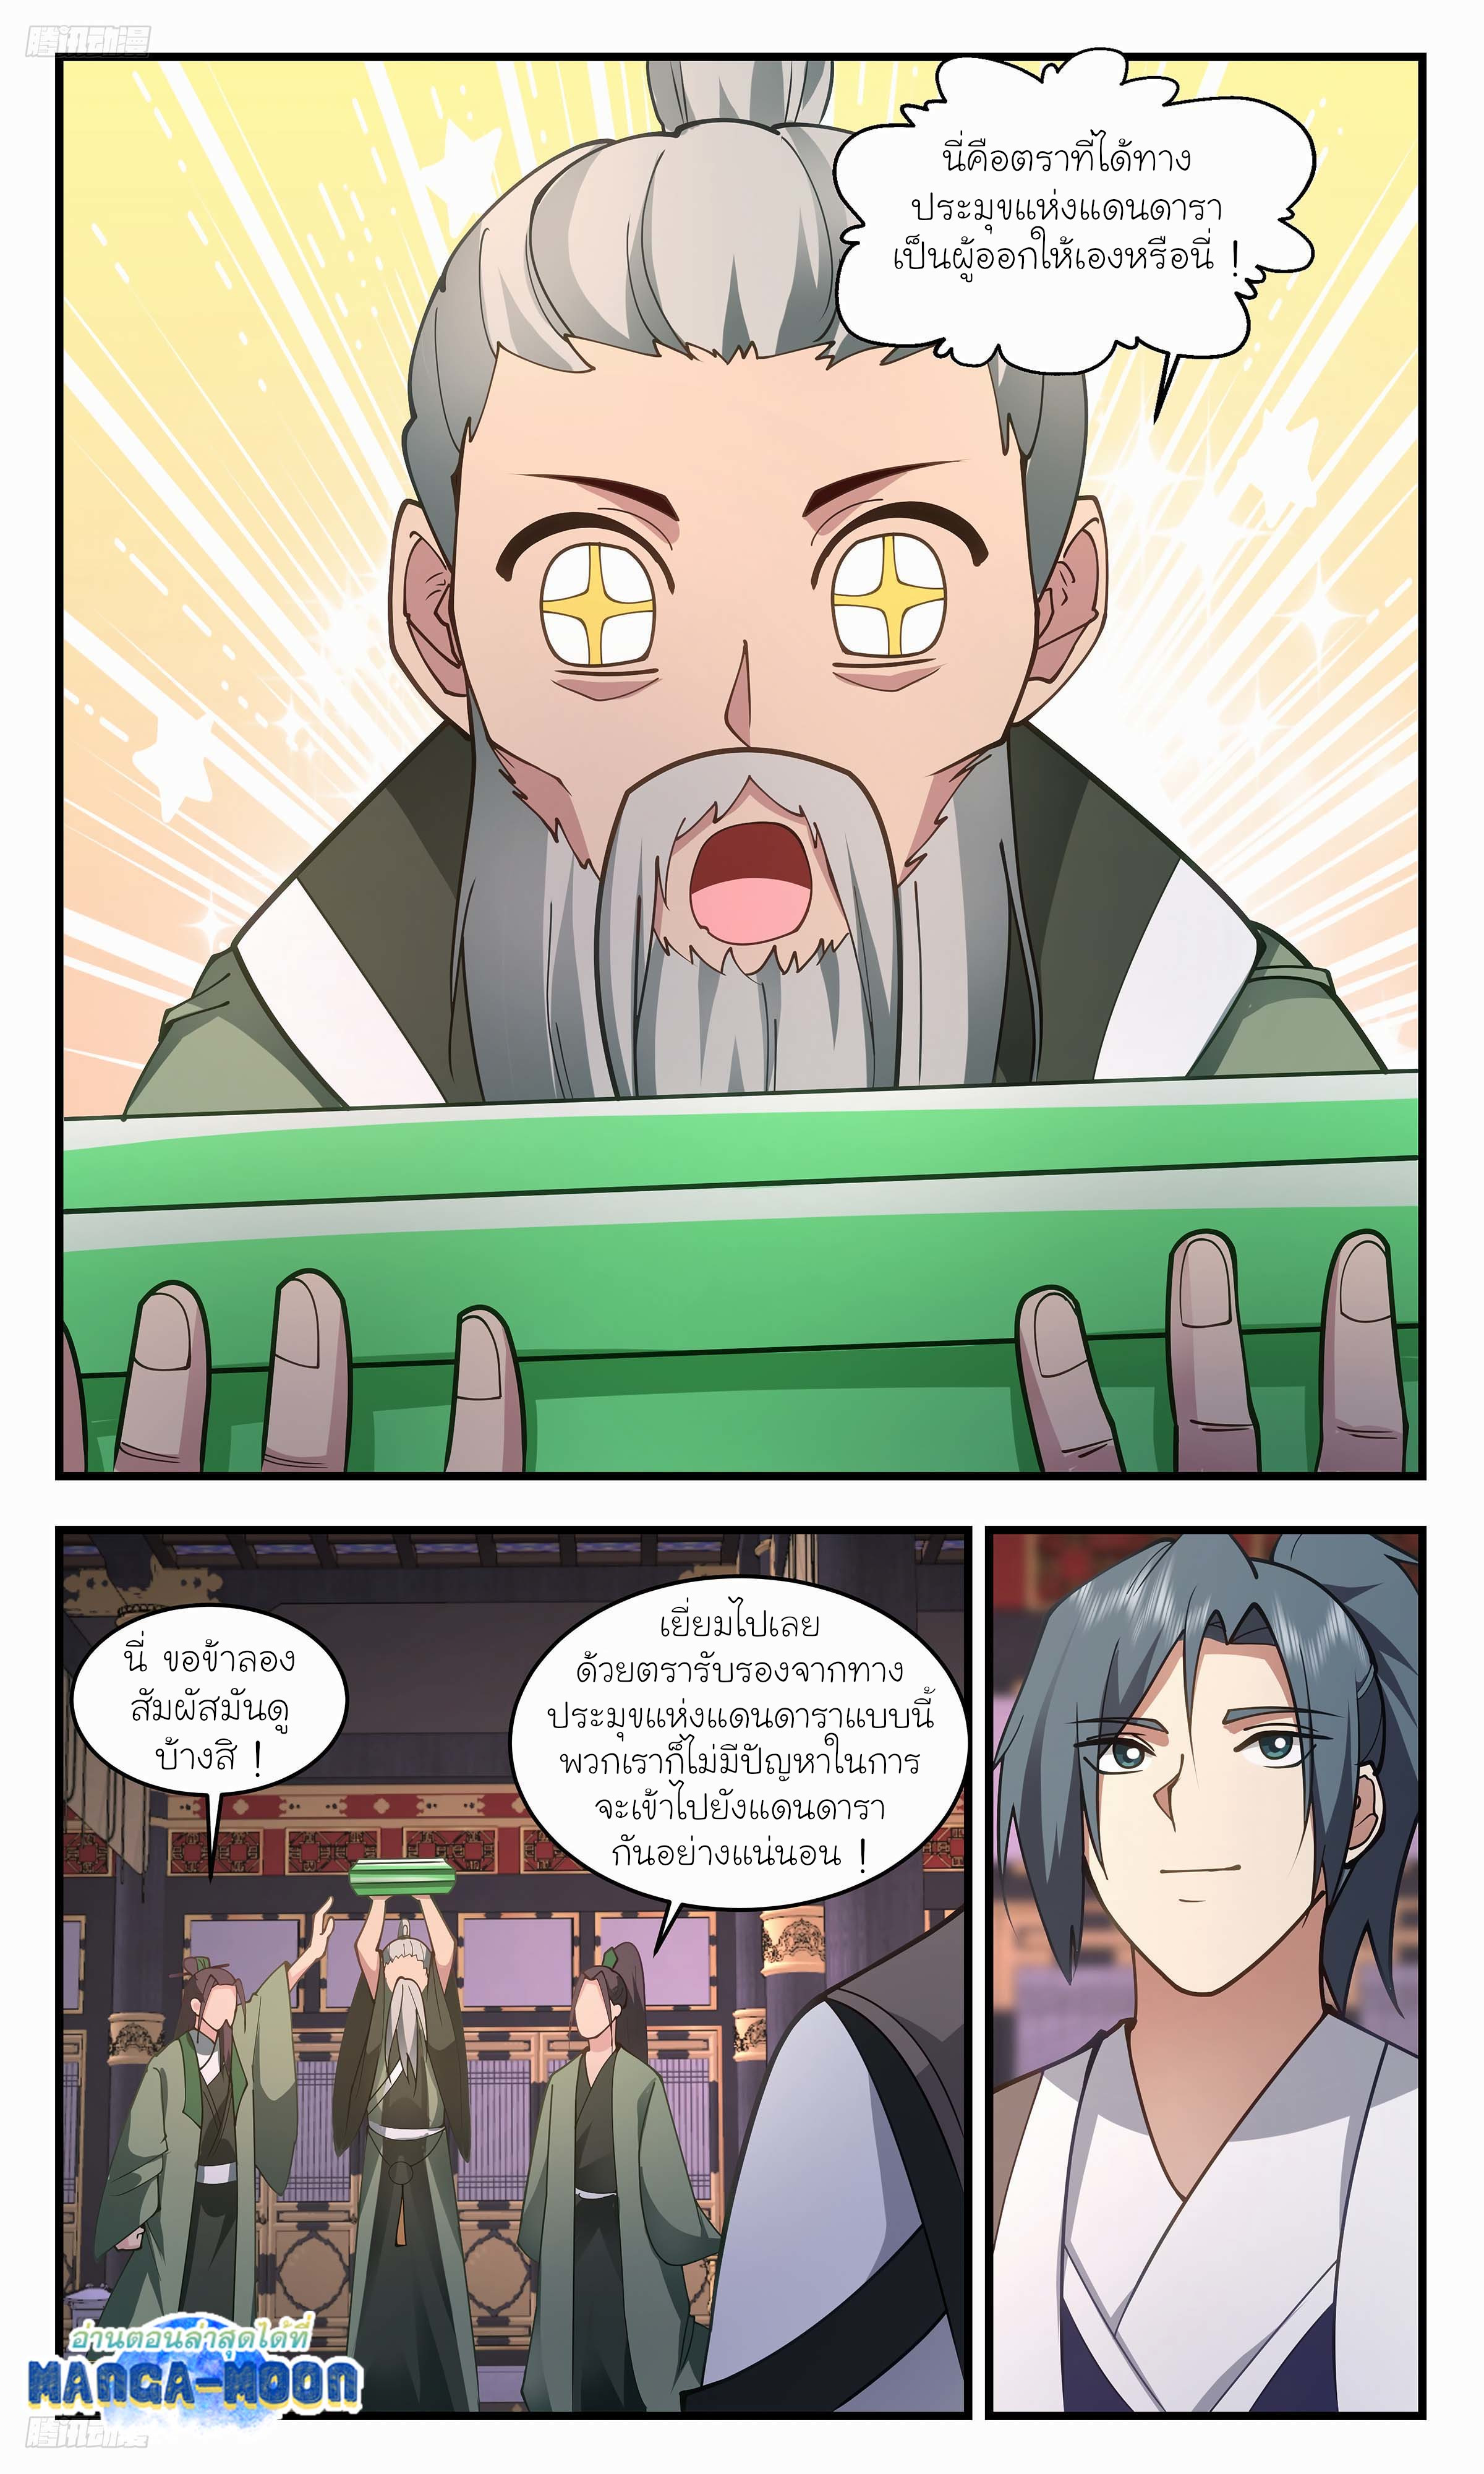 腾讯动漫
นี่คือตราที่ได้ทาง
ประมุขแห่งแดนดารา
เป็นผู้ออกให้เองหรือนี่ !
นี่ ขอข้าลอง
สัมผัสมันดู
บ้างสิ !
เยี่ยมไปเลย
ด้วยตรารับรองจากทาง
ประมุขแห่งแดนดาราแบบนี้
พวกเราก็ไม่มีปัญหาในการ
จะเข้าไปยังแดนดารา
กันอย่างแน่นอน !
อ่านตอนล่าสุดได้ที่
MANGA-MOON
腾讯动漫